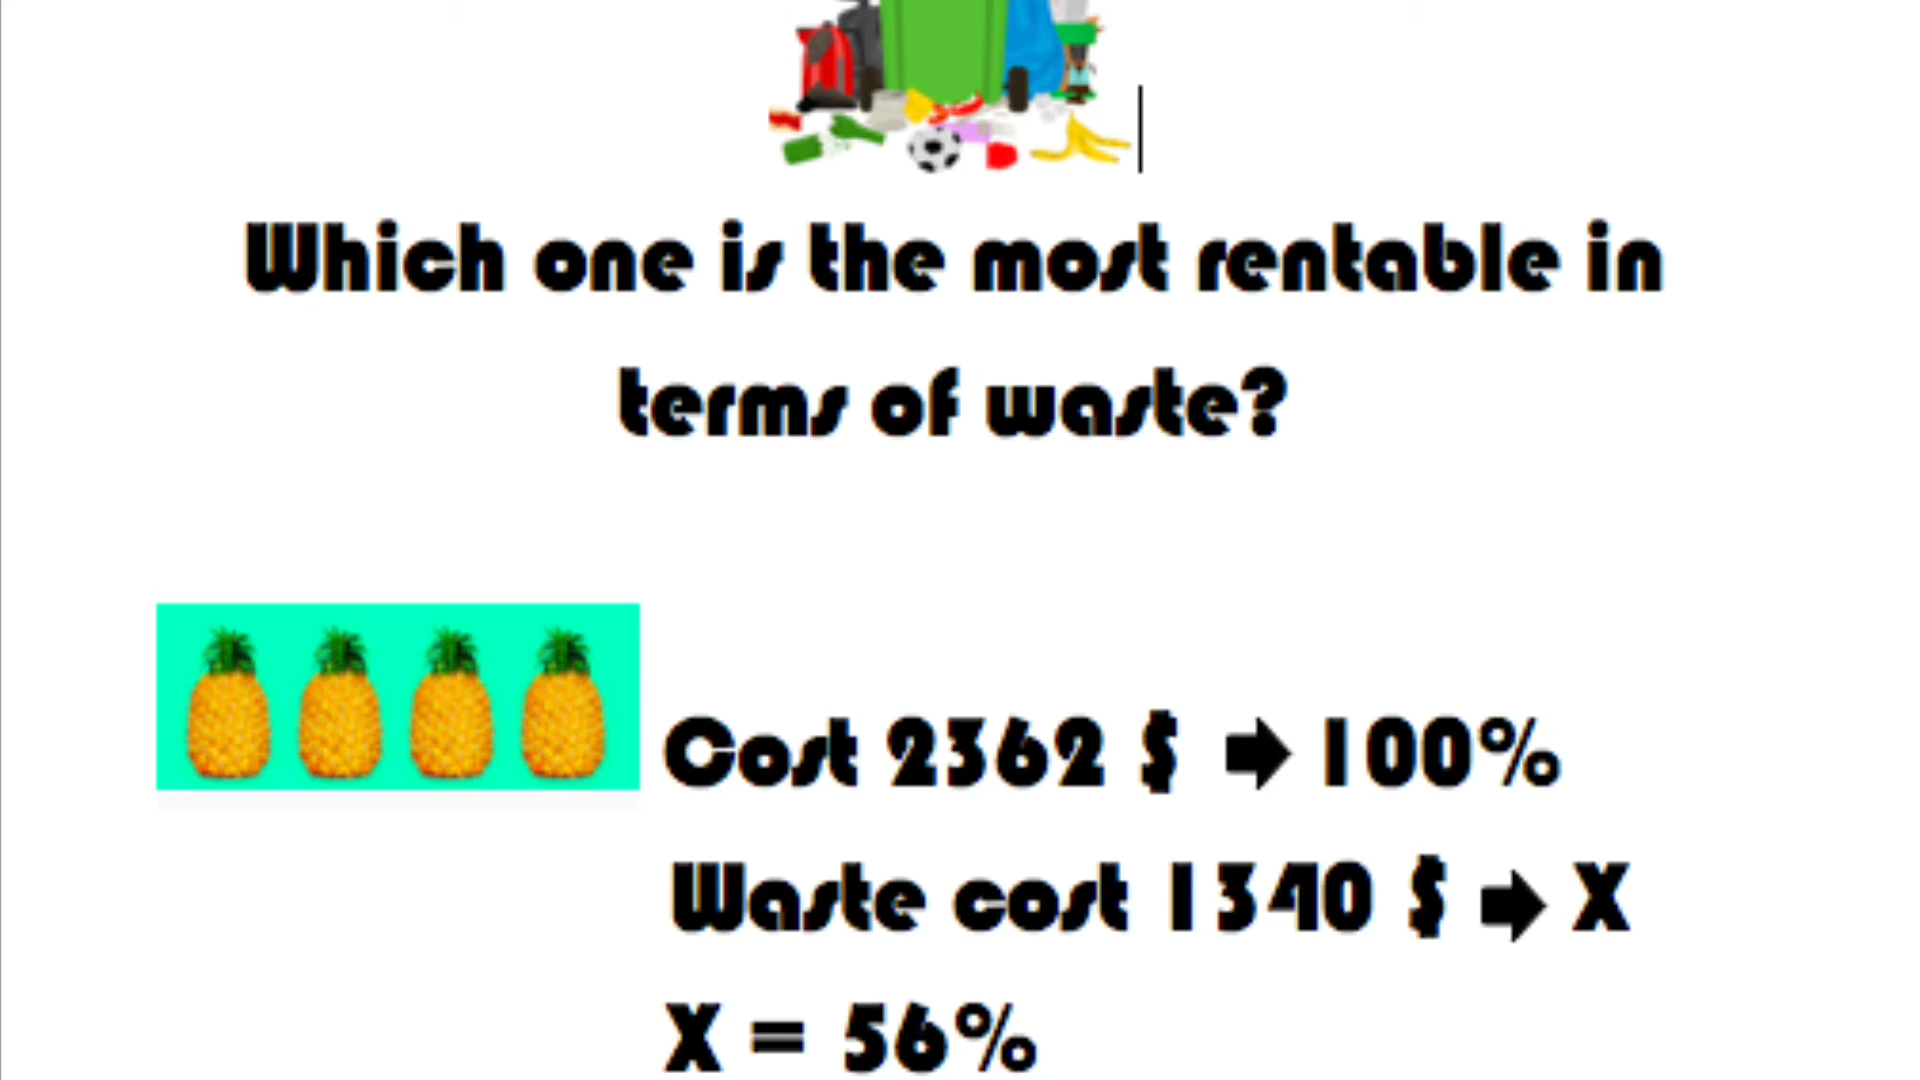 Which one is the most rentable in
terms of waste?
Cost 2362 $ ➡ 100%
Waste cost 1340 $ ➡ X
X = 56%